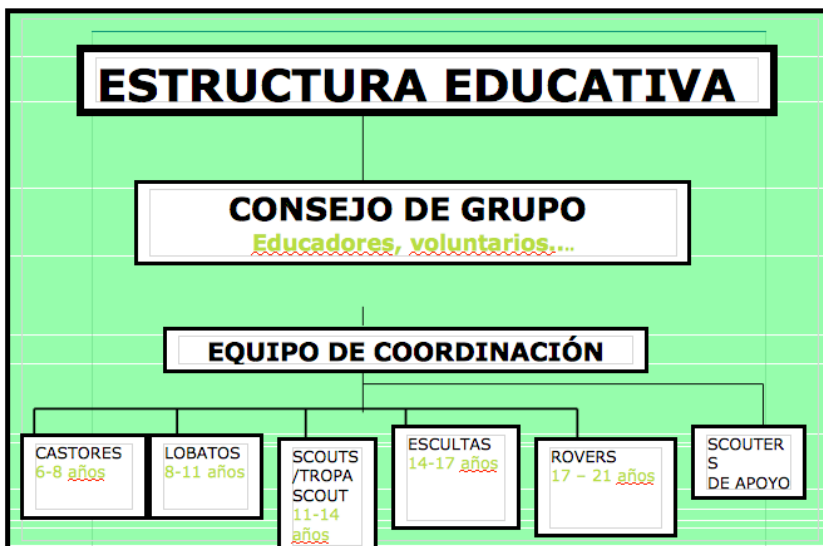 ESTRUCTURA EDUCATIVA
CONSEJO DE GRUPO
Educadores, voluntarios...
EQUIPO DE COORDINACIÓN
CASTORES
6-8 años
LOBATOS
8-11 años
SCOUTS
/TROPA
SCOUT
11-14
años
ESCULTAS
14-17 años
ROVERS
17 – 21 años
SCOUTER
S
DE APOYO